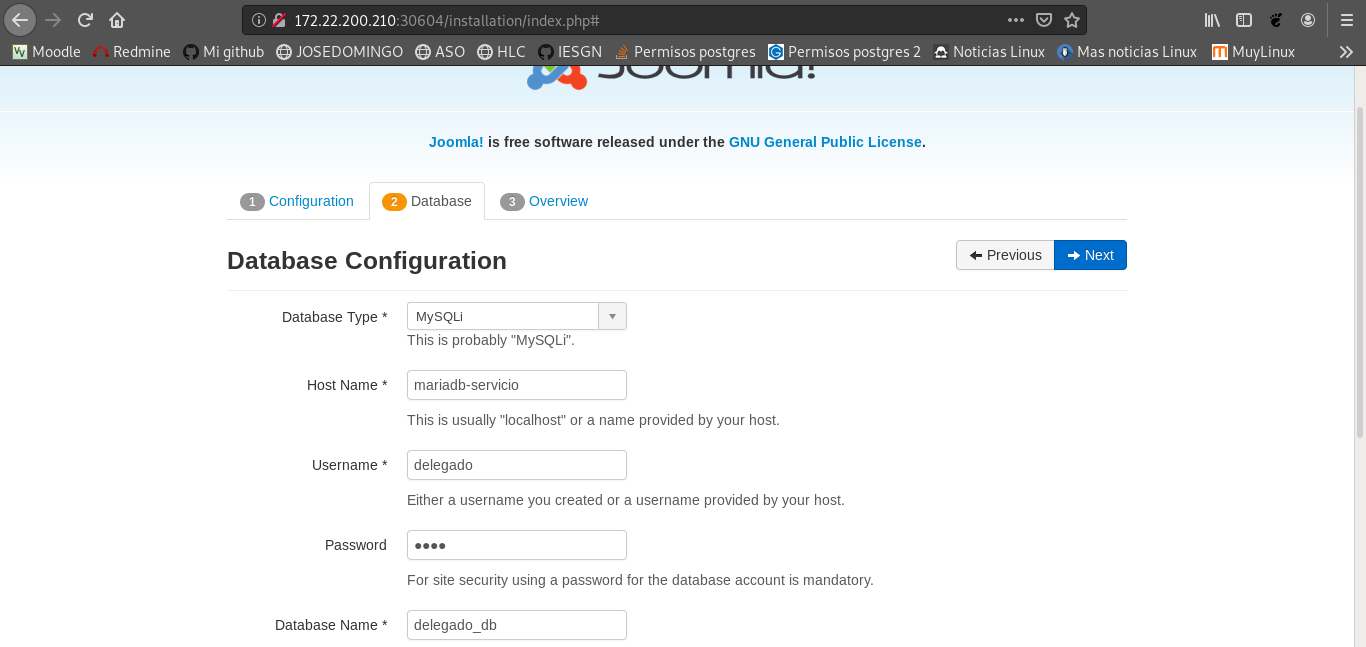 172.22.200.210:30604/installation/index.php#
Moodle Redmine Mi github JOSEDOMINGO ASO HLC IESGN Permisos postgres Permisos postgres 2 Noticias Linux Mas noticias Linux MuyLinux
Joomla!
Joomla! is free software released under the GNU General Public License.
1 Configuration 2 Database 3 Overview
Database Configuration
Previous Next
Database Type * MySQLi
This is probably "MySQLi".
Host Name * mariadb-servicio
This is usually "localhost" or a name provided by your host.
Username * delegado
Either a username you created or a username provided by your host.
Password ●●●●
For site security using a password for the database account is mandatory.
Database Name * delegado_db